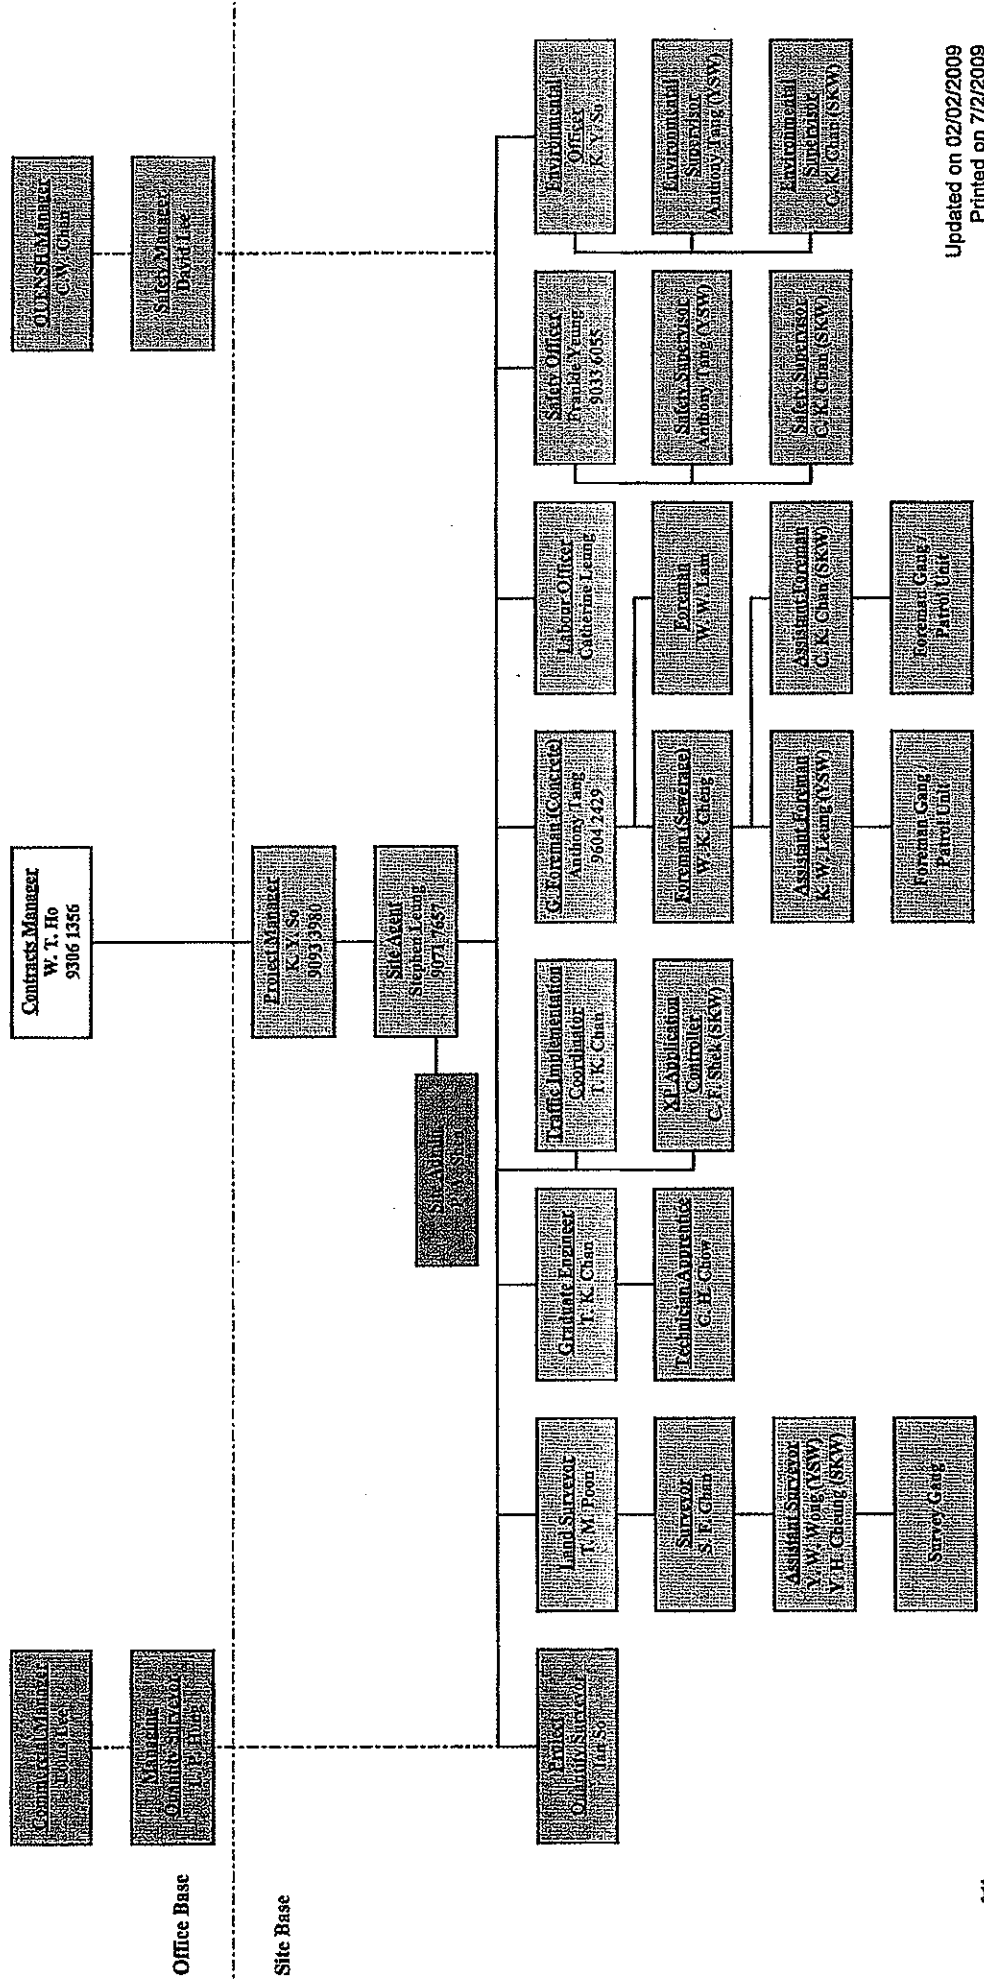 Office Base
Site Base
Commercial Manager
Managing
Quantity Surveyor
Contracts Manager
W. T. Ho
9306 1356
QUENSH Manager
C. W. Chan
Safety Manager
David Lee
Project Manager
K. Y. So
9093 3980
Site Agent
Stephen Leung
9071 7657
Site Admin
Project
Quantity Surveyor
Land Surveyor
T. M. Poon
Surveyor
S. F. Chan
Assistant Surveyor
Y. W. Wong (YSW)
Y. H. Cheung (SKW)
Survey Gang
Graduate Engineer
T. K. Chan
Technician Apprentice
C. H. Chow
Traffic Implementation
Coordinator
T. K. Chan
XP Application
Controller
C. F. Shek (SKW)
G. Foreman (Concrete)
Anthony Tang
9604 2429
Foreman (Sewerage)
W. K. Cheng
Foreman
W. W. Lam
Assistant Foreman
K. W. Leung (YSW)
Assistant Foreman
C. K. Chan (SKW)
Foreman Gang /
Patrol Unit
Foreman Gang /
Patrol Unit
Labour Officer
Catherine Leung
Safety Officer
Frankie Yeung
9033 6055
Safety Supervisor
Anthony Tang (YSW)
Safety Supervisor
C. K. Chan (SKW)
Environmental
Officer
K. Y. So
Environmental
Supervisor
Anthony Tang (YSW)
Environmental
Supervisor
C. K. Chan (SKW)
Updated on 02/02/2009
Printed on 7/2/2009